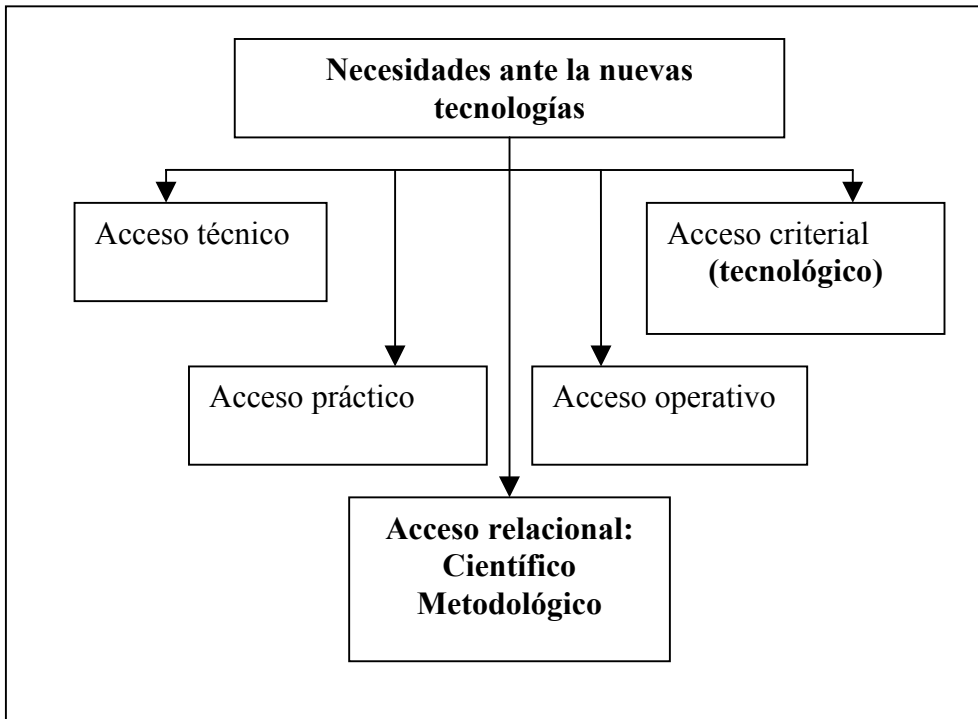 Necesidades ante la nuevas
tecnologías
Acceso técnico
Acceso criterial
(tecnológico)
Acceso práctico
Acceso operativo
Acceso relacional:
Científico
Metodológico